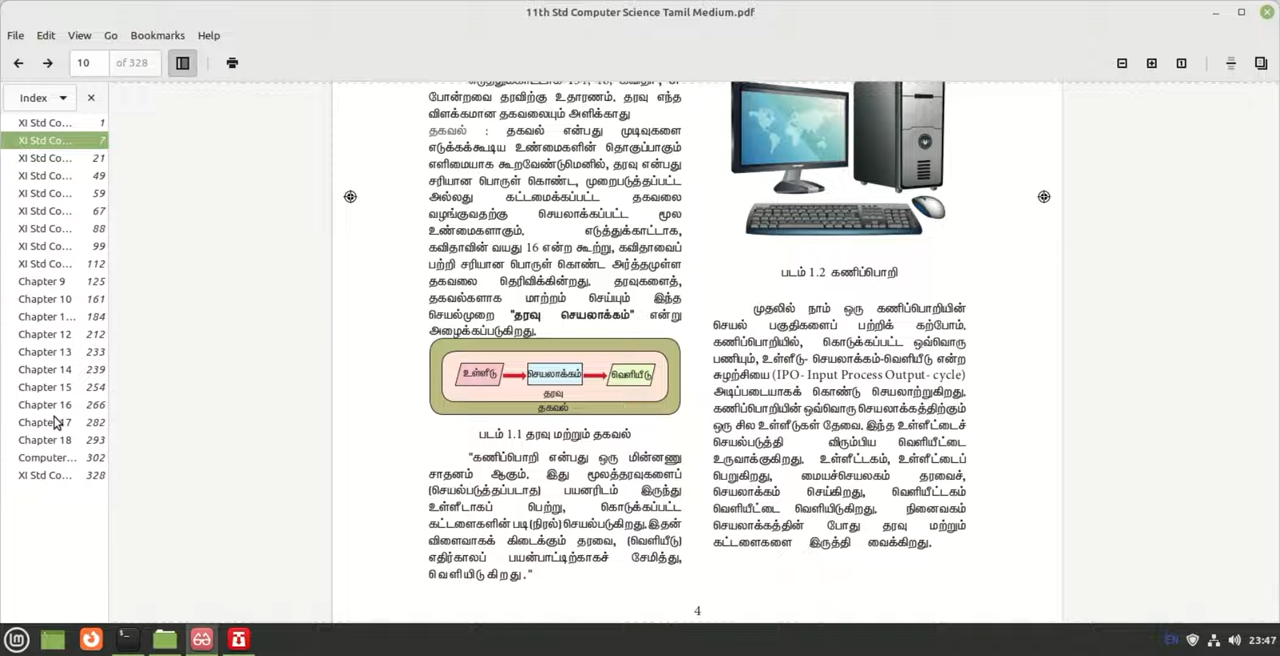 11th Std Computer Science Tamil Medium.pdf
File Edit View Go Bookmarks Help
10 of 328
Index
XI Std Co... 1
XI Std Co... 7
XI Std Co... 21
XI Std Co... 49
XI Std Co... 59
XI Std Co... 67
XI Std Co... 88
XI Std Co... 99
XI Std Co... 112
Chapter 9 125
Chapter 10 161
Chapter 1... 184
Chapter 12 212
Chapter 13 233
Chapter 14 239
Chapter 15 254
Chapter 16 266
Chapter 17 282
Chapter 18 293
Computer... 302
XI Std Co... 328
போன்றவை தரவிற்கு உதாரணம். தரவு எந்த
விளக்கமான தகவலையும் அளிக்காது
தகவல் : தகவல் என்பது முடிவுகளை
எடுக்கக்கூடிய உண்மைகளின் தொகுப்பாகும்
எளிமையாக கூறவேண்டுமெனில், தரவு என்பது
சரியான பொருள் கொண்ட, முறைபடுத்தப்பட்ட
அல்லது கட்டமைக்கப்பட்ட தகவலை
வழங்குவதற்கு செயலாக்கப்பட்ட மூல
உண்மைகளாகும். எடுத்துக்காட்டாக,
கவிதாவின் வயது 16 என்ற கூற்று, கவிதாவைப்
பற்றி சரியான பொருள் கொண்ட அர்த்தமுள்ள
தகவலை தெரிவிக்கின்றது. தரவுகளைத்,
தகவல்களாக மாற்றம் செய்யும் இந்த
செயல்முறை "தரவு செயலாக்கம்" என்று
அழைக்கப்படுகிறது.
உள்ளீடு செயலாக்கம் வெளியீடு
தரவு
தகவல்
படம் 1.1 தரவு மற்றும் தகவல்
"கணிப்பொறி என்பது ஒரு மின்னணு
சாதனம் ஆகும். இது மூலத்தரவுகளைப்
(செயல்படுத்தப்படாத) பயனரிடம் இருந்து
உள்ளீடாகப் பெற்று, கொடுக்கப்பட்ட
கட்டளைகளின் படி(நிரல்) செயல்படுகிறது. இதன்
விளைவாகக் கிடைக்கும் தரவை, (வெளியீடு)
எதிர்காலப் பயன்பாட்டிற்காகச் சேமித்து,
வெளியிடுகிறது."
படம் 1.2 கணிப்பொறி
முதலில் நாம் ஒரு கணிப்பொறியின்
செயல் பகுதிகளைப் பற்றிக் கற்போம்.
கணிப்பொறியில், கொடுக்கப்பட்ட ஒவ்வொரு
பணியும், உள்ளீடு- செயலாக்கம்-வெளியீடு என்ற
சுழற்சியை (IPO- Input Process Output- cycle)
அடிப்படையாகக் கொண்டு செயலாற்றுகிறது.
கணிப்பொறியின் ஒவ்வொரு செயலாக்கத்திற்கும்
ஒரு சில உள்ளீடுகள் தேவை. இந்த உள்ளீட்டைச்
செயல்படுத்தி விரும்பிய வெளியீட்டை
உருவாக்குகிறது. உள்ளீட்டகம், உள்ளீட்டைப்
பெறுகிறது, மையச்செயலகம் தரவைச்,
செயலாக்கம் செய்கிறது, வெளியீட்டகம்
வெளியீட்டை வெளியிடுகிறது. நினைவகம்
செயலாக்கத்தின் போது தரவு மற்றும்
கட்டளைகளை இருத்தி வைக்கிறது.
4
EN 23:47